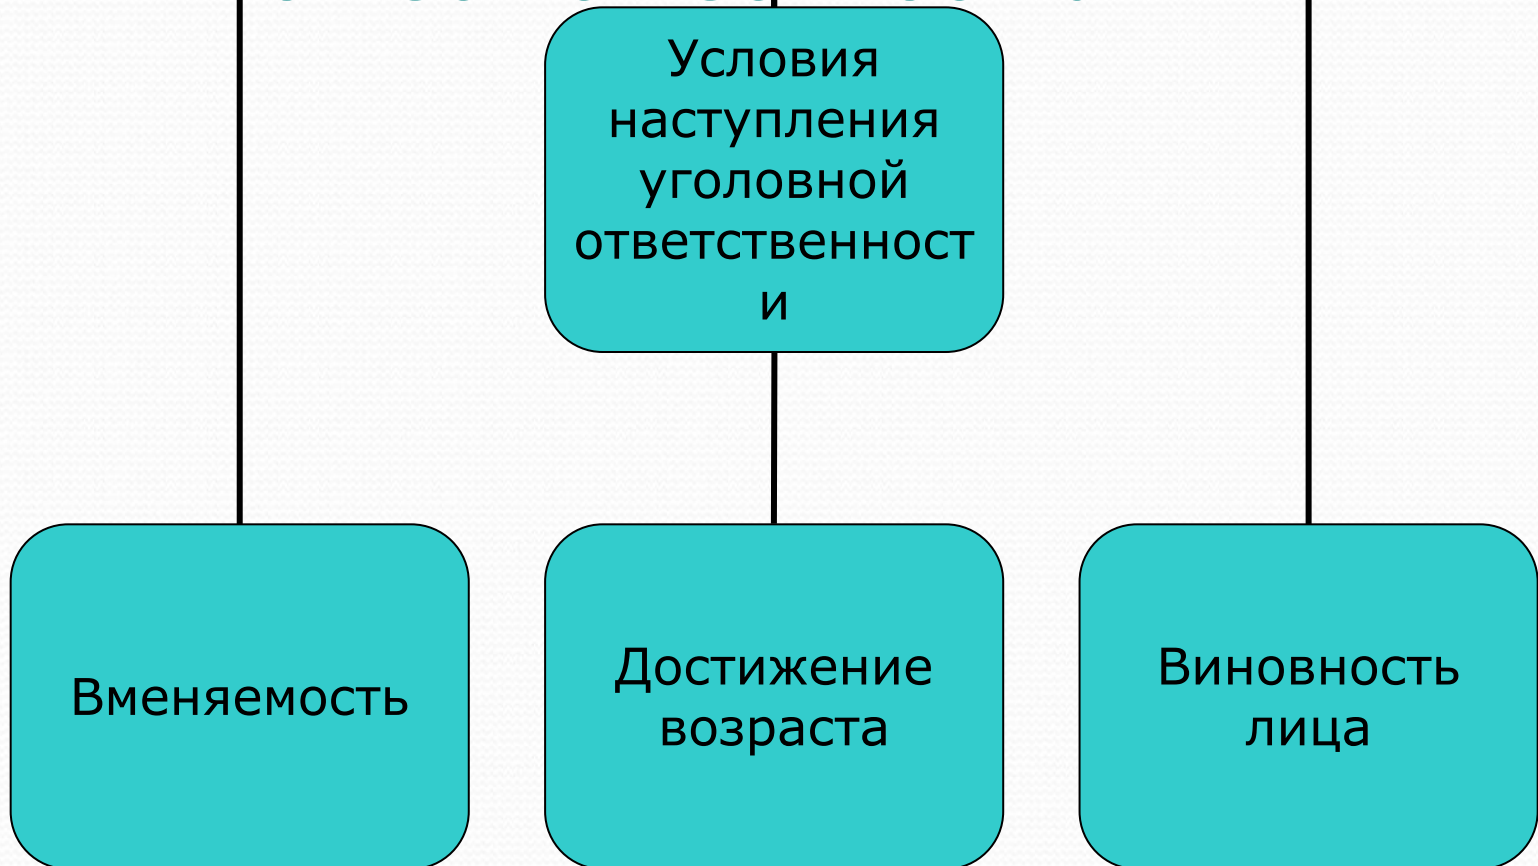 Условия
наступления
уголовной
ответственност
и
Вменяемость
Достижение
возраста
Виновность
лица